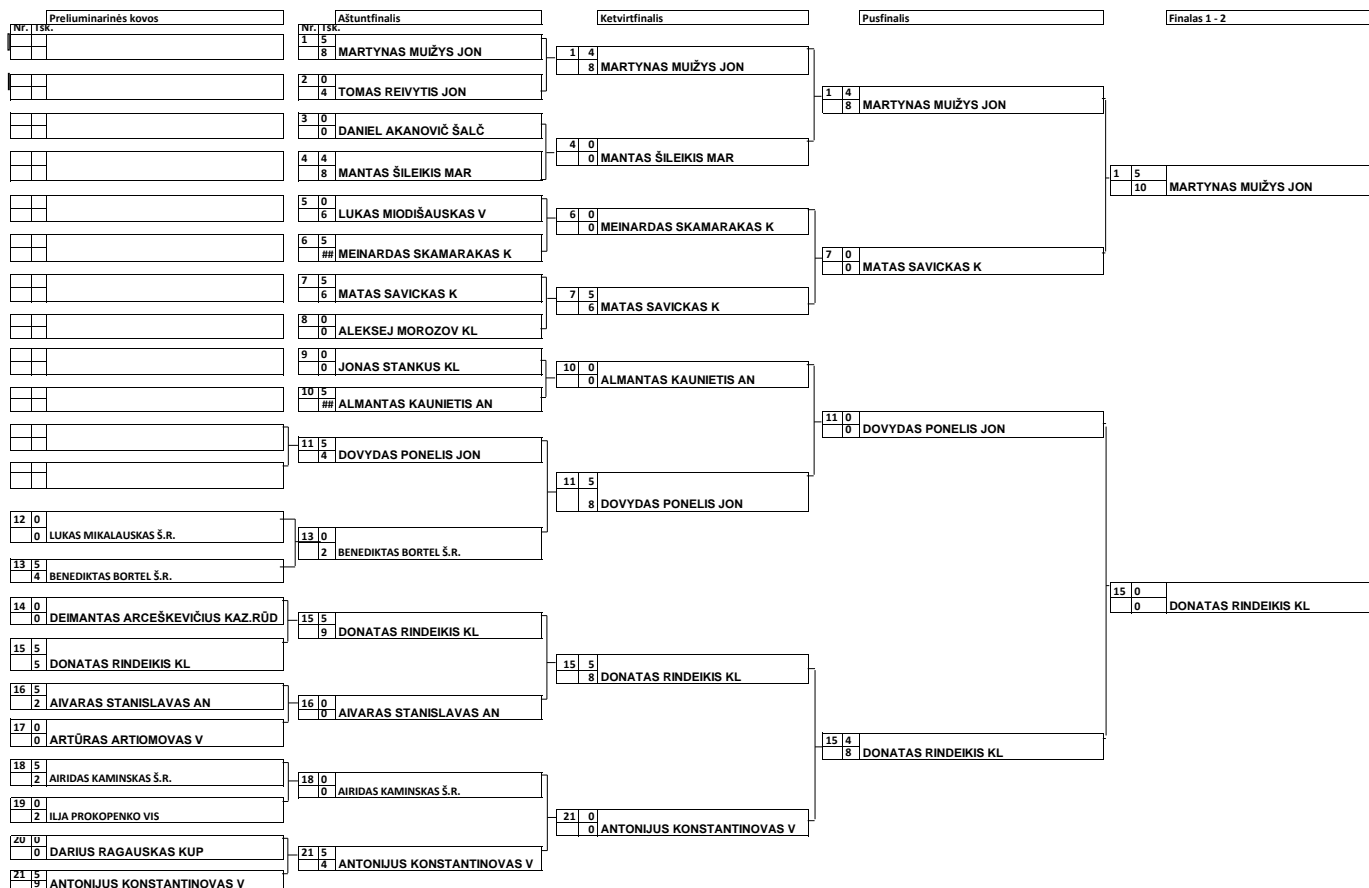 Preliuminarinės kovos
Aštuntfinalis
Ketvirtfinalis
Pusfinalis
Finalas 1 - 2
Nr. Tšk.
Nr. Tšk.
1 5
8 MARTYNAS MUIŽYS JON
2 0
4 TOMAS REIVYTIS JON
3 0
0 DANIEL AKANOVIČ ŠALČ
4 4
8 MANTAS ŠILEIKIS MAR
5 0
6 LUKAS MIODIŠAUSKAS V
6 5
## MEINARDAS SKAMARAKAS K
7 5
6 MATAS SAVICKAS K
8 0
0 ALEKSEJ MOROZOV KL
9 0
0 JONAS STANKUS KL
10 5
## ALMANTAS KAUNIETIS AN
11 5
4 DOVYDAS PONELIS JON
12 0
0 LUKAS MIKALAUSKAS Š.R.
13 5
4 BENEDIKTAS BORTEL Š.R.
13 0
2 BENEDIKTAS BORTEL Š.R.
14 0
0 DEIMANTAS ARCEŠKEVIČIUS KAZ.RŪD
15 5
5 DONATAS RINDEIKIS KL
15 5
9 DONATAS RINDEIKIS KL
16 5
2 AIVARAS STANISLAVAS AN
17 0
0 ARTŪRAS ARTIOMOVAS V
16 0
0 AIVARAS STANISLAVAS AN
18 5
2 AIRIDAS KAMINSKAS Š.R.
19 0
2 ILJA PROKOPENKO VIS
18 0
0 AIRIDAS KAMINSKAS Š.R.
20 0
0 DARIUS RAGAUSKAS KUP
21 5
9 ANTONIJUS KONSTANTINOVAS V
21 5
4 ANTONIJUS KONSTANTINOVAS V
1 4
8 MARTYNAS MUIŽYS JON
4 0
0 MANTAS ŠILEIKIS MAR
6 0
0 MEINARDAS SKAMARAKAS K
7 5
6 MATAS SAVICKAS K
10 0
0 ALMANTAS KAUNIETIS AN
11 5
8 DOVYDAS PONELIS JON
15 5
8 DONATAS RINDEIKIS KL
21 0
0 ANTONIJUS KONSTANTINOVAS V
1 4
8 MARTYNAS MUIŽYS JON
7 0
0 MATAS SAVICKAS K
11 0
0 DOVYDAS PONELIS JON
15 4
8 DONATAS RINDEIKIS KL
1 5
10 MARTYNAS MUIŽYS JON
15 0
0 DONATAS RINDEIKIS KL